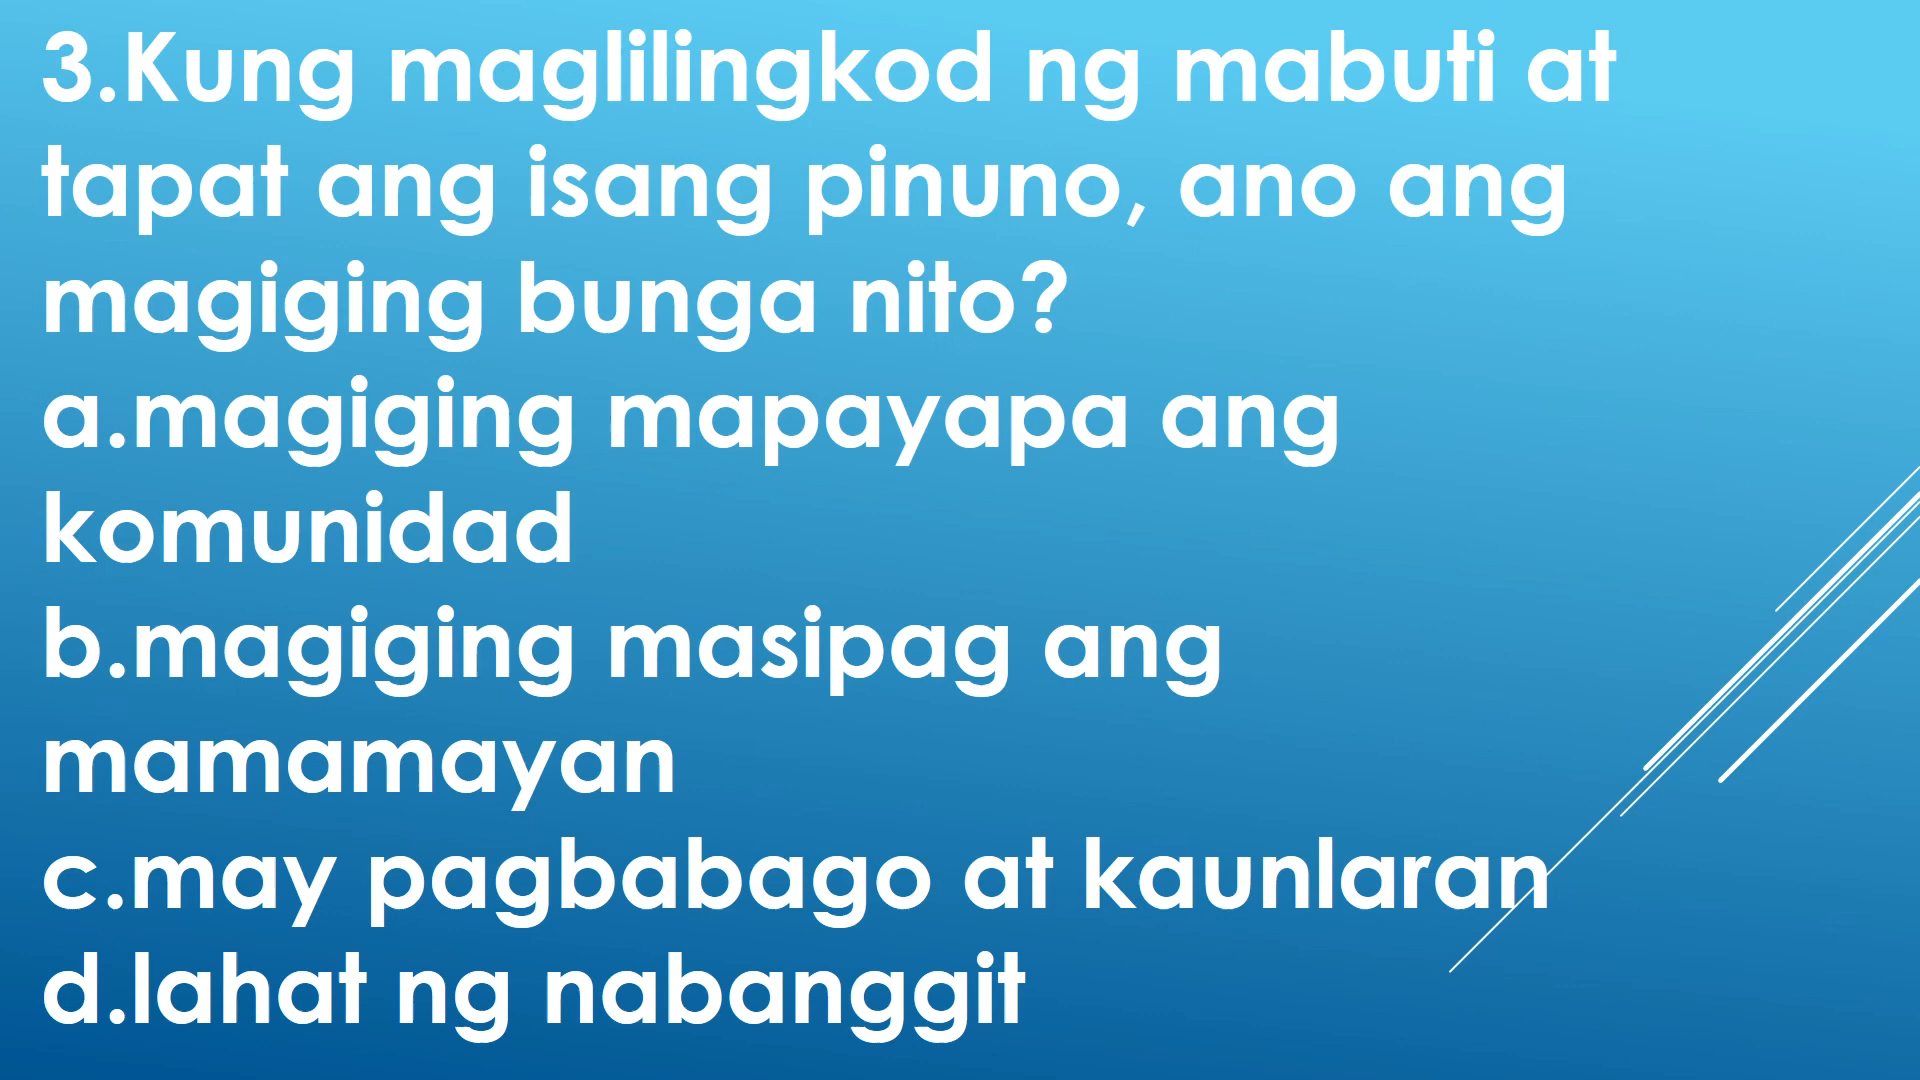 3.Kung maglilingkod ng mabuti at
tapat ang isang pinuno, ano ang
magiging bunga nito?
a.magiging mapayapa ang
komunidad
b.magiging masipag ang
mamamayan
c.may pagbabago at kaunlaran
d.lahat ng nabanggit